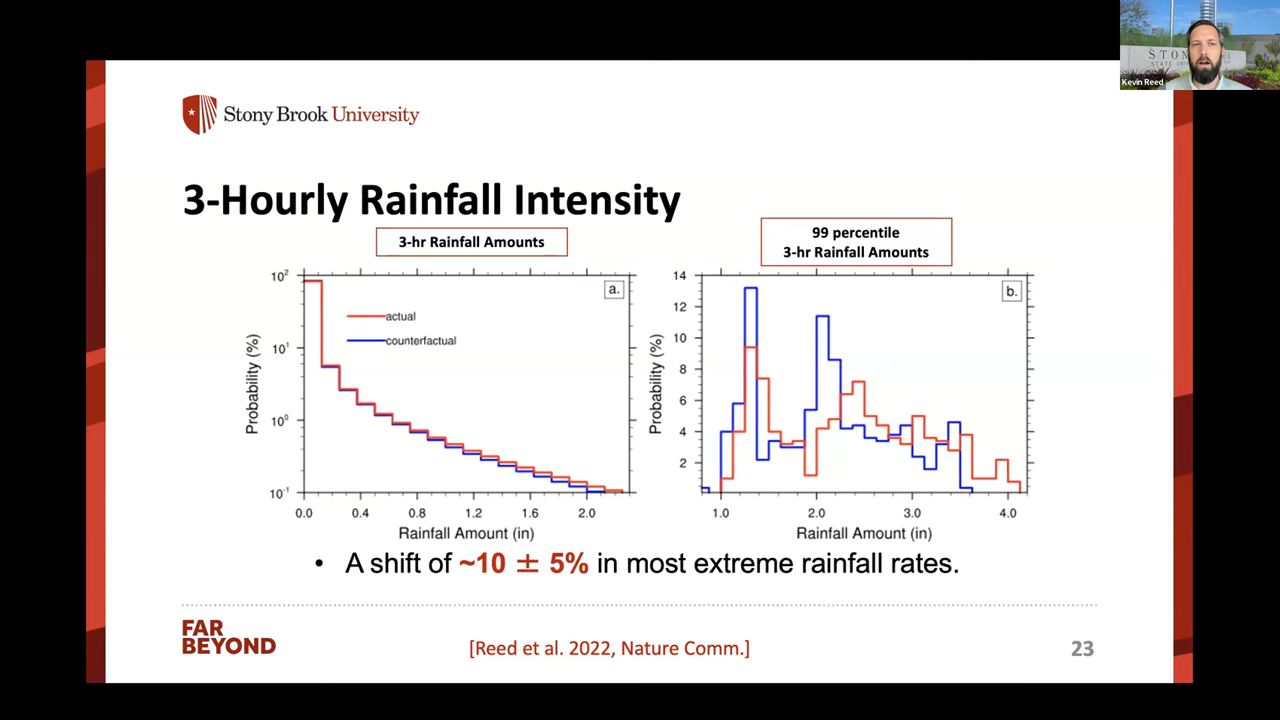 STON
Kevin Reed
Stony Brook University
3-Hourly Rainfall Intensity
3-hr Rainfall Amounts
99 percentile
3-hr Rainfall Amounts
a.
actual
counterfactual
Probability (%)
10²
10¹
10⁰
10⁻¹
0.0 0.4 0.8 1.2 1.6 2.0
Rainfall Amount (in)
b.
Probability (%)
14
12
10
8
6
4
2
1.0 2.0 3.0 4.0
Rainfall Amount (in)
• A shift of ~10 ± 5% in most extreme rainfall rates.
FAR
BEYOND
[Reed et al. 2022, Nature Comm.]
23